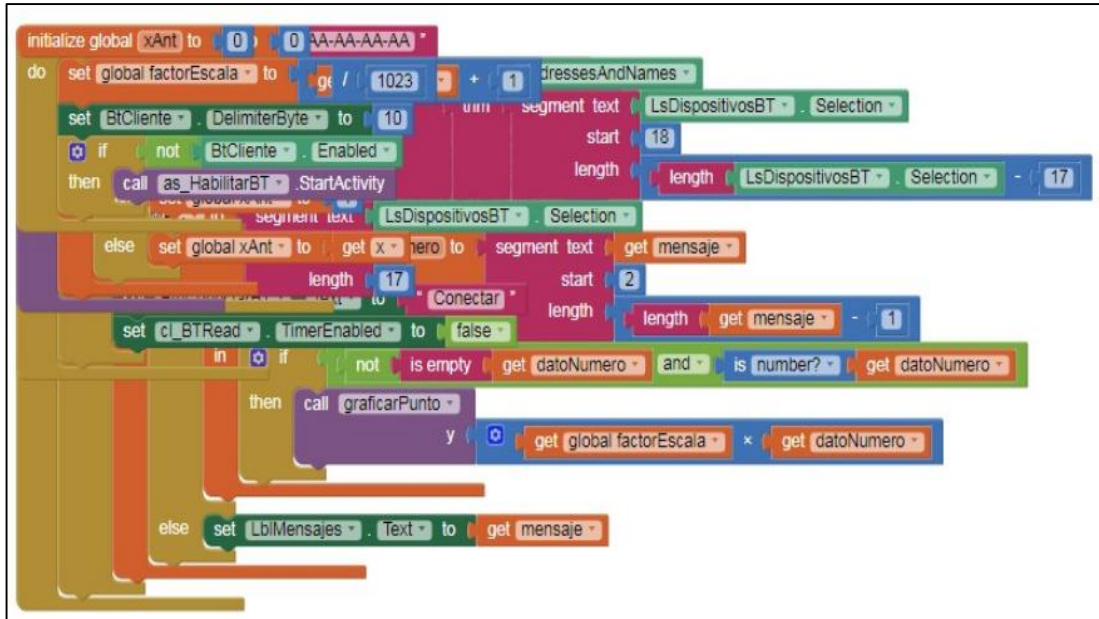 initialize global xAnt to 0 0 AA-AA-AA-AA "
do set global factorEscala to / 1023 + 1
set BtCliente . DelimiterByte to 10
segment text LsDispositivosBT . Selection
start 18
if not BtCliente . Enabled
length length LsDispositivosBT . Selection - 17
then call as_HabilitarBT .StartActivity
segment text LsDispositivosBT . Selection
else set global xAnt to get x to segment text get mensaje
length 17 start 2
to " Conectar "
length length get mensaje - 1
set cl_BTRead . TimerEnabled to false
in if not is empty get datoNumero and is number? get datoNumero
then call graficarPunto
y get global factorEscala × get datoNumero
else set LblMensajes . Text to get mensaje